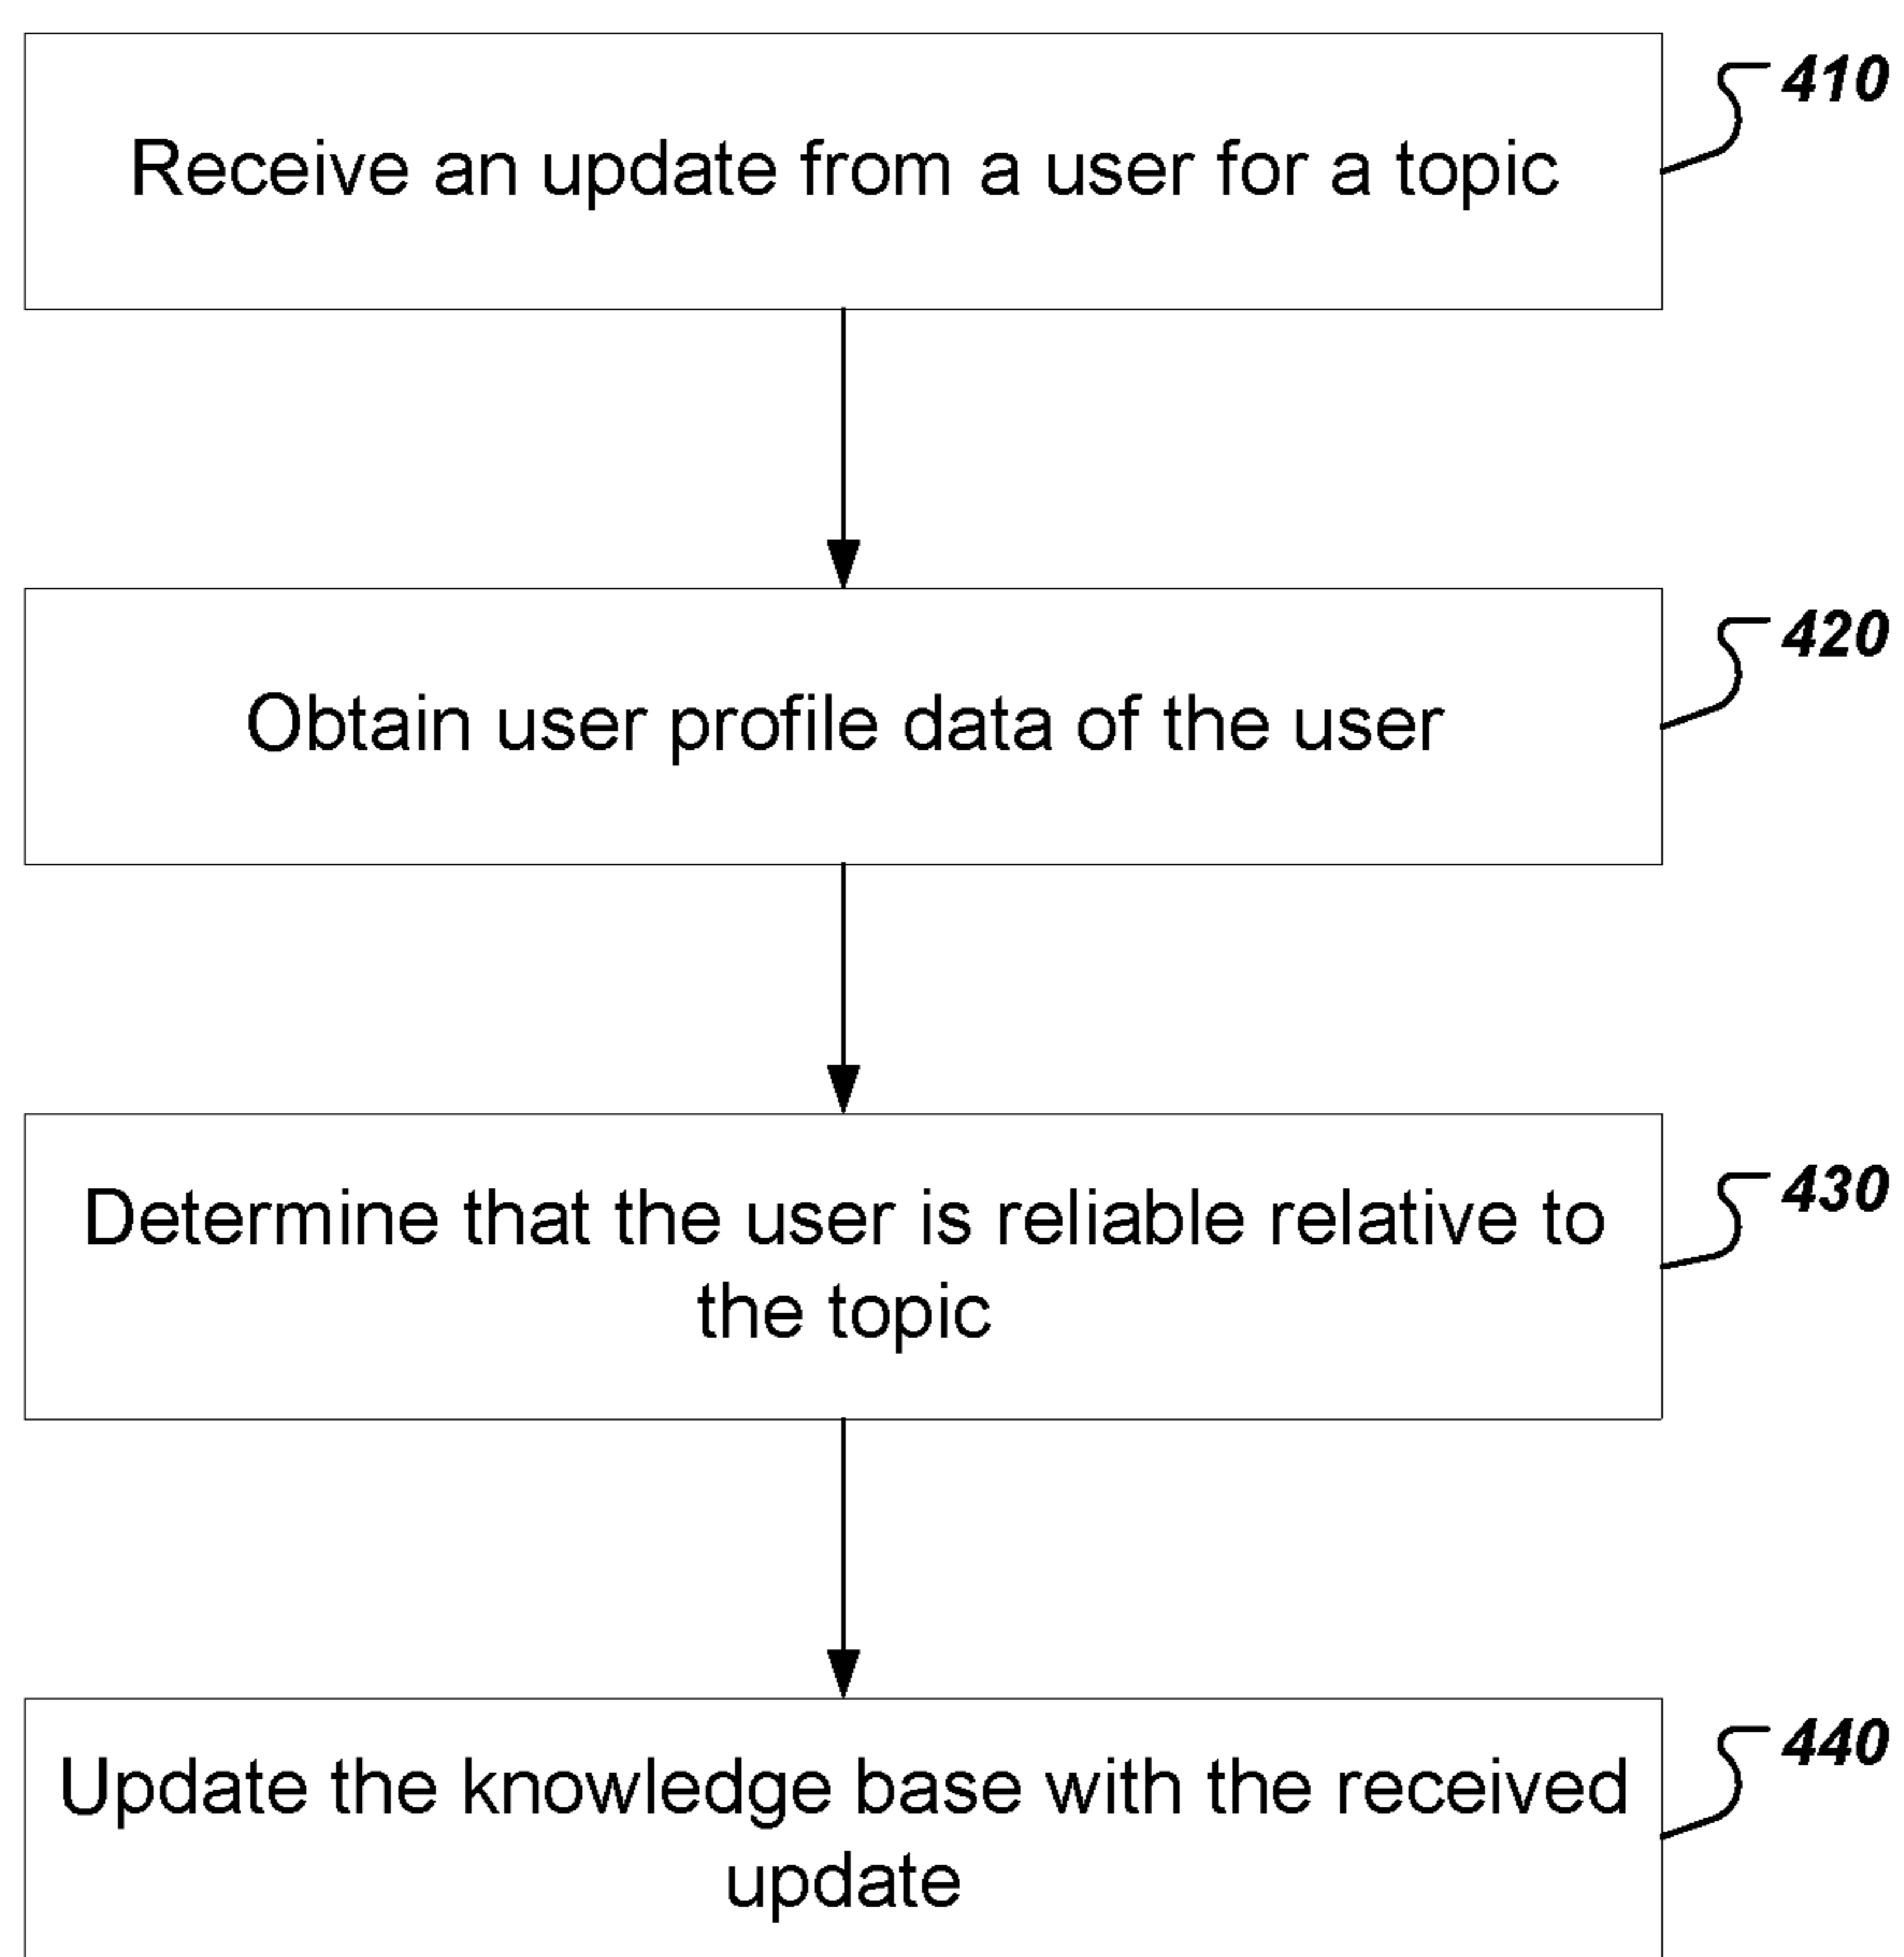 410
Receive an update from a user for a topic
420
Obtain user profile data of the user
430
Determine that the user is reliable relative to
the topic
440
Update the knowledge base with the received
update